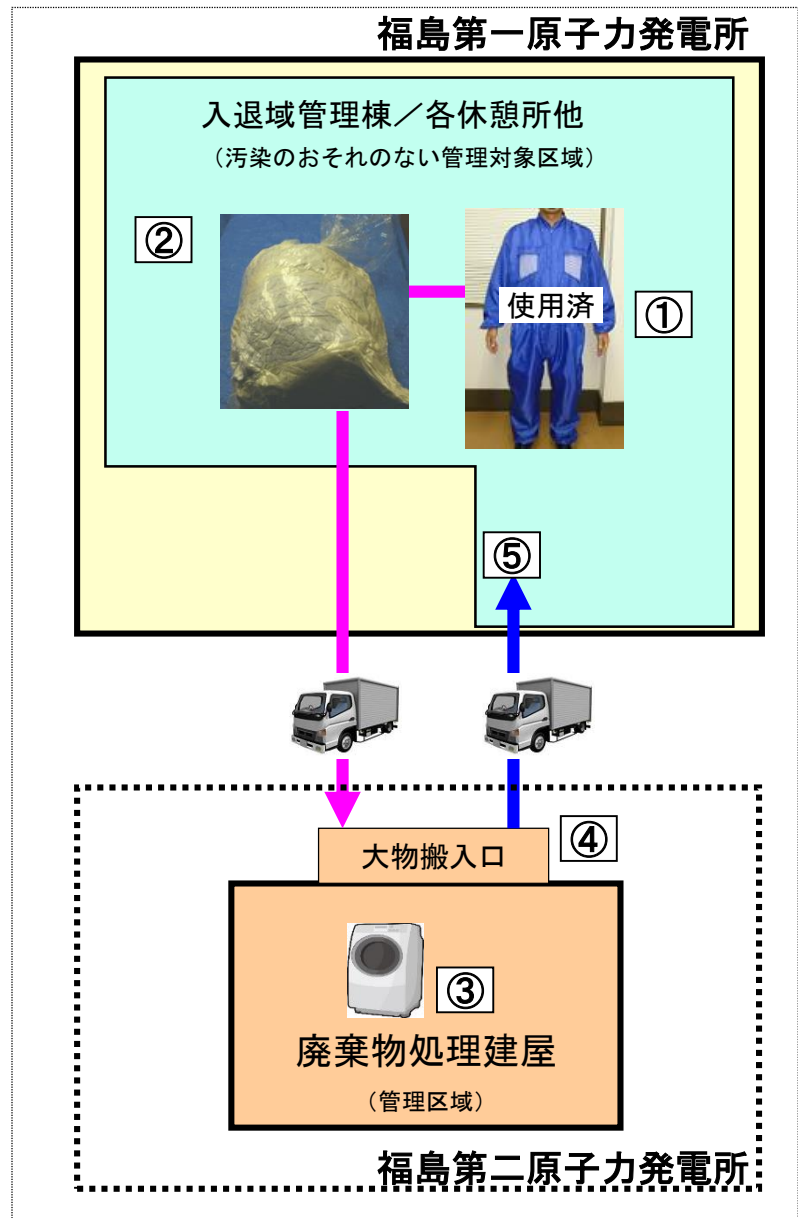 福島第一原子力発電所
入退域管理棟／各休憩所他
（汚染のおそれのない管理対象区域）
②
使用済
①
⑤
大物搬入口
④
③
廃棄物処理建屋
（管理区域）
福島第二原子力発電所